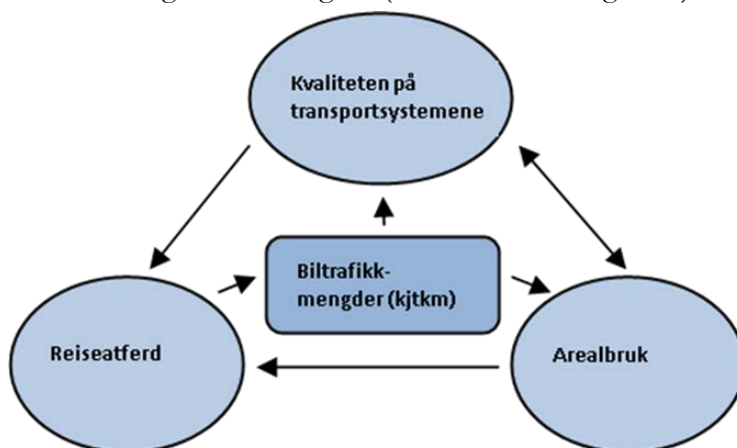 Kvaliteten på
transportsystemene
Biltrafikk-
mengder (kjtkm)
Reiseatferd
Arealbruk